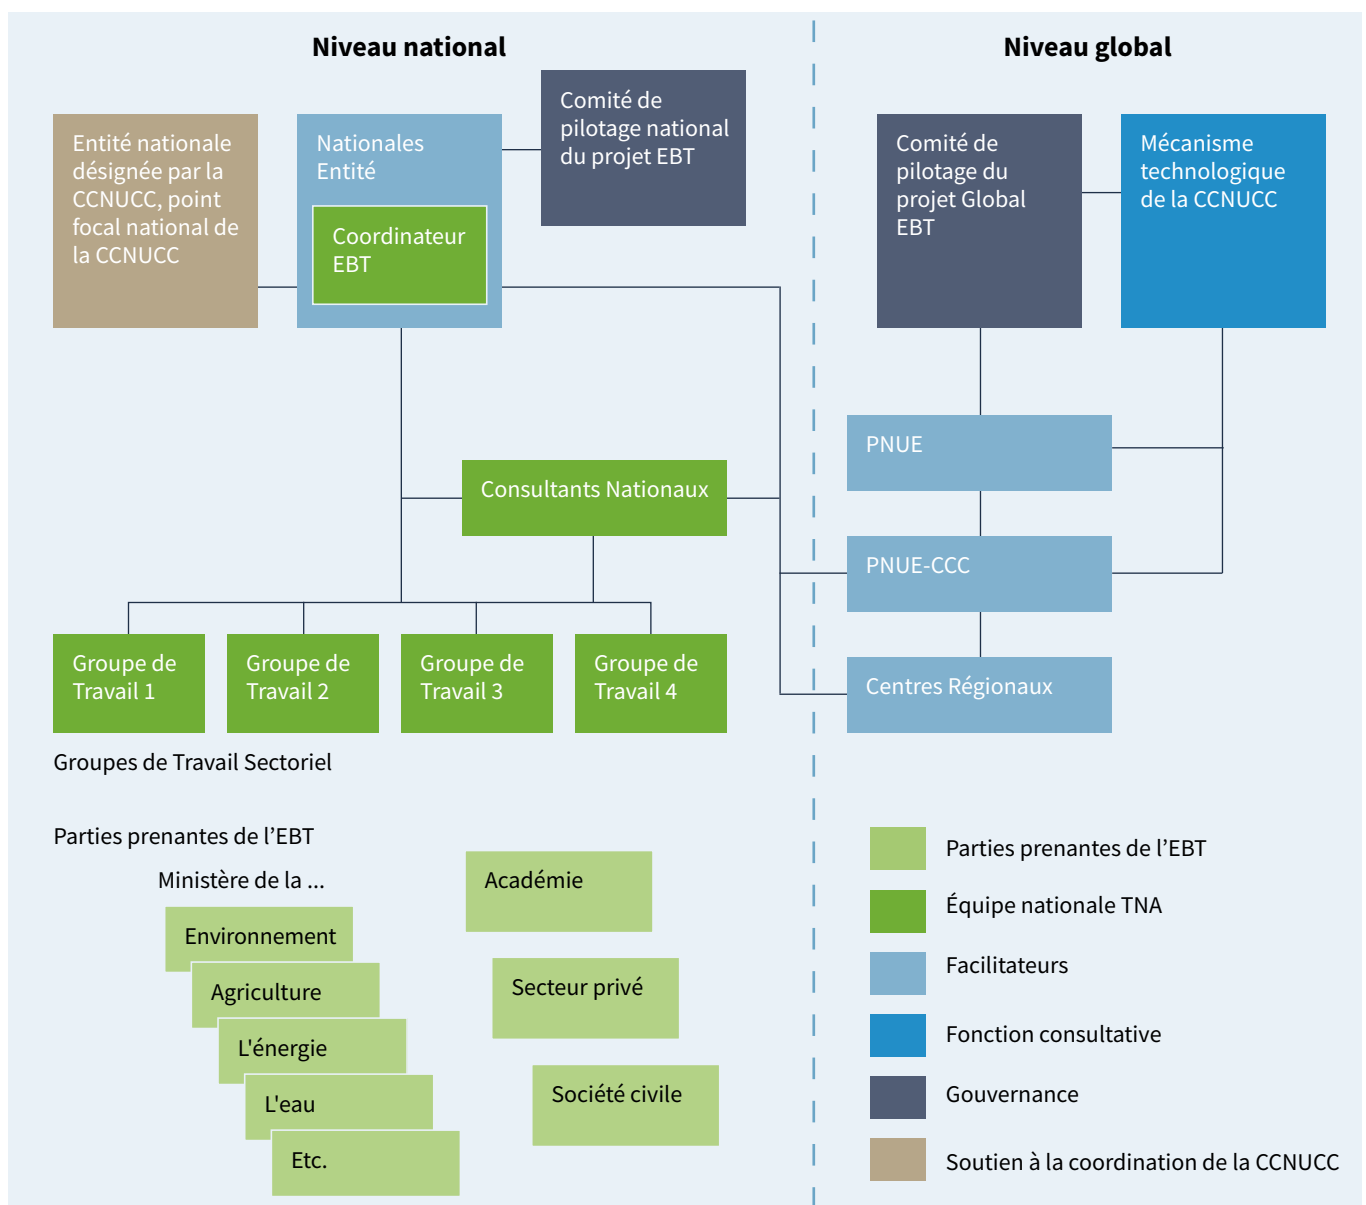 Niveau national
Entité nationale
désignée par la
CCNUCC, point
focal national de
la CCNUCC
Nationales
Entité
Coordinateur
EBT
Comité de
pilotage national
du projet EBT
Consultants Nationaux
Groupe de
Travail 1
Groupe de
Travail 2
Groupe de
Travail 3
Groupe de
Travail 4
Groupes de Travail Sectoriel
Parties prenantes de l’EBT
Ministère de la ...
Environnement
Agriculture
L'énergie
L'eau
Etc.
Académie
Secteur privé
Société civile
Niveau global
Comité de
pilotage du
projet Global
EBT
Mécanisme
technologique
de la CCNUCC
PNUE
PNUE-CCC
Centres Régionaux
Parties prenantes de l’EBT
Équipe nationale TNA
Facilitateurs
Fonction consultative
Gouvernance
Soutien à la coordination de la CCNUCC